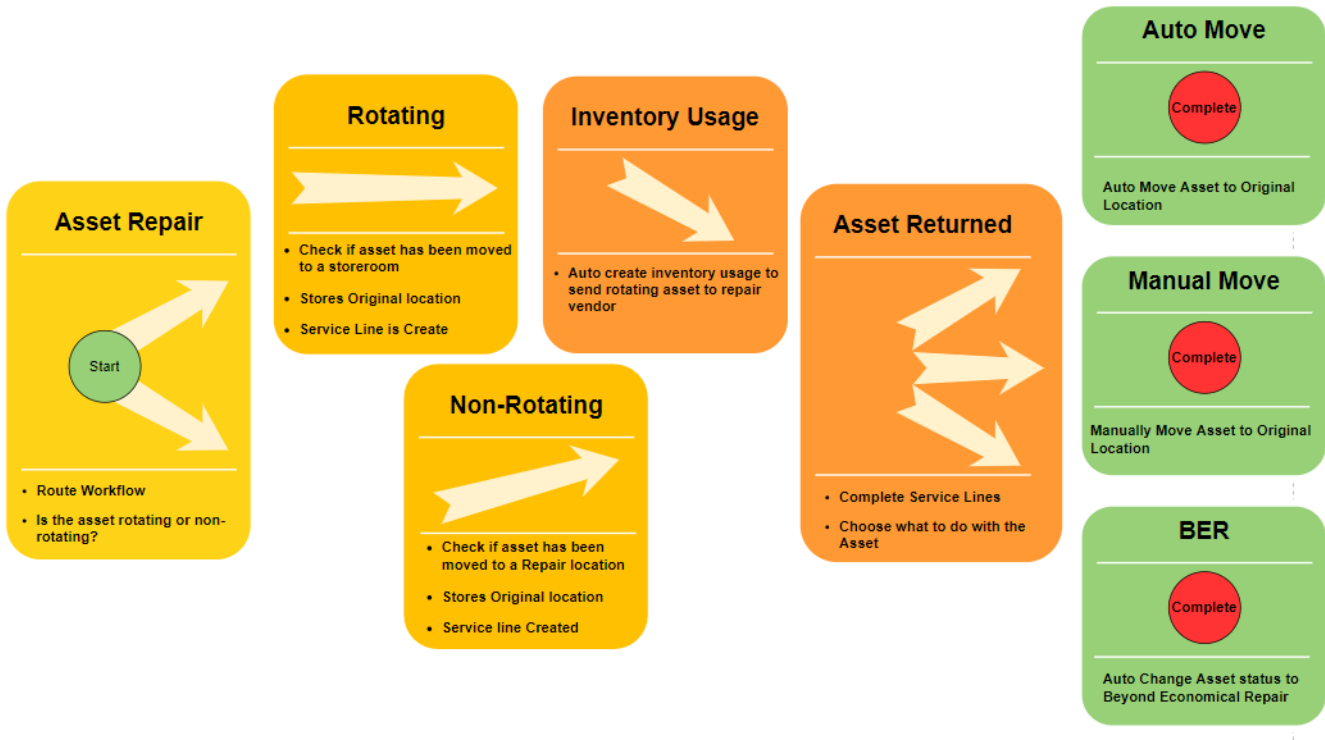 Asset Repair
Start
• Route Workflow
• Is the asset rotating or non-
rotating?
Rotating
• Check if asset has been moved
to a storeroom
• Stores Original location
• Service Line is Create
Non-Rotating
• Check if asset has been
moved to a Repair location
• Stores Original location
• Service line Created
Inventory Usage
• Auto create inventory usage to
send rotating asset to repair
vendor
Asset Returned
• Complete Service Lines
• Choose what to do with the
Asset
Auto Move
Complete
Auto Move Asset to Original
Location
Manual Move
Complete
Manually Move Asset to Original
Location
BER
Complete
Auto Change Asset status to
Beyond Economical Repair